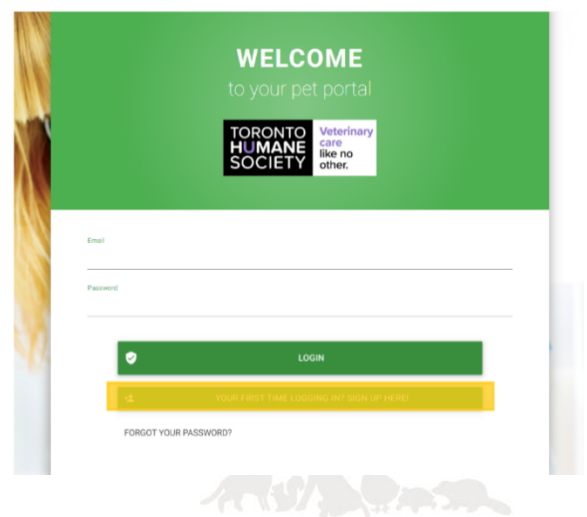 WELCOME
to your pet portal
TORONTO
HUMANE
SOCIETY
Veterinary
care
like no
other.
Email
Password
LOGIN
YOUR FIRST TIME LOGGING IN? SIGN UP HERE!
FORGOT YOUR PASSWORD?